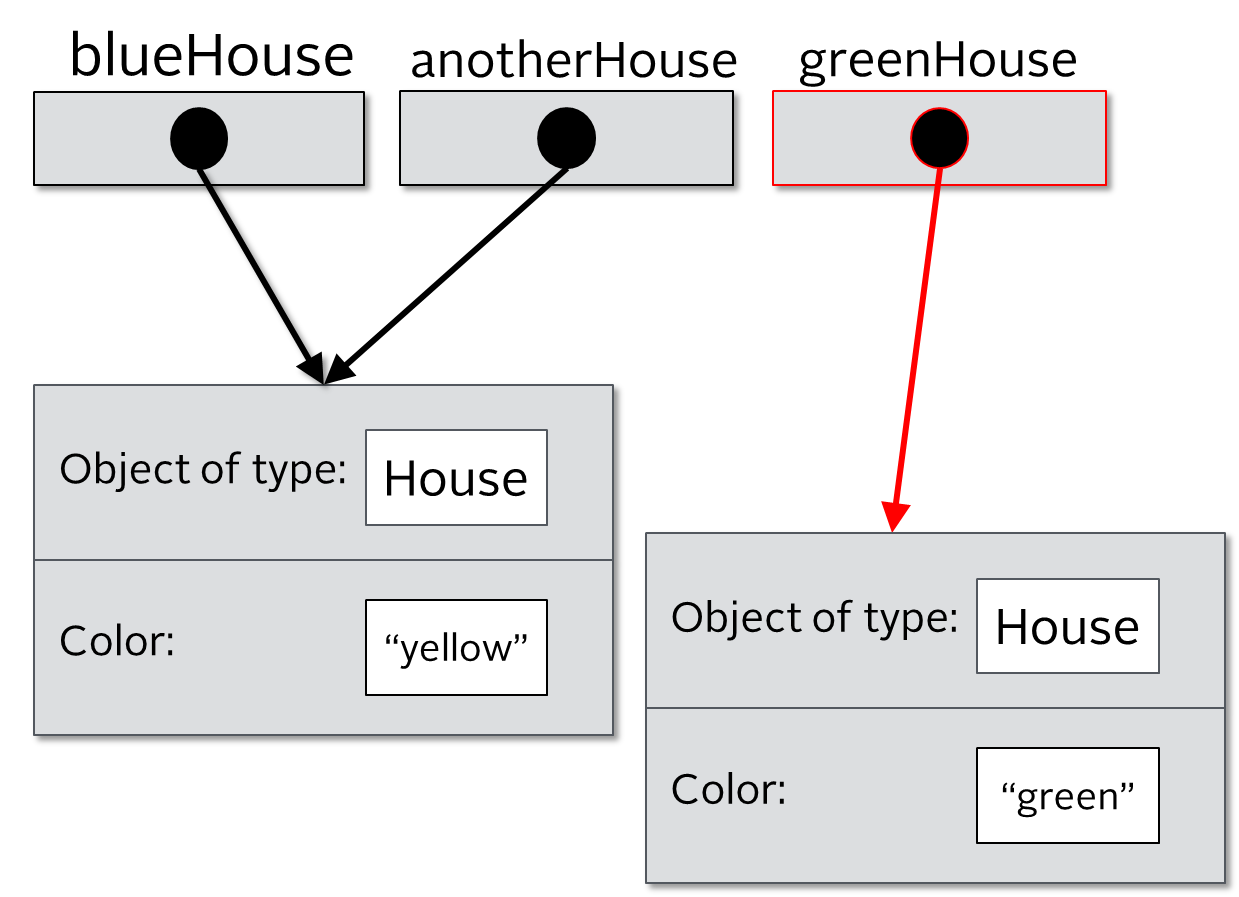 blueHouse
anotherHouse
greenHouse
Object of type: House
Color: “yellow”
Object of type: House
Color: “green”